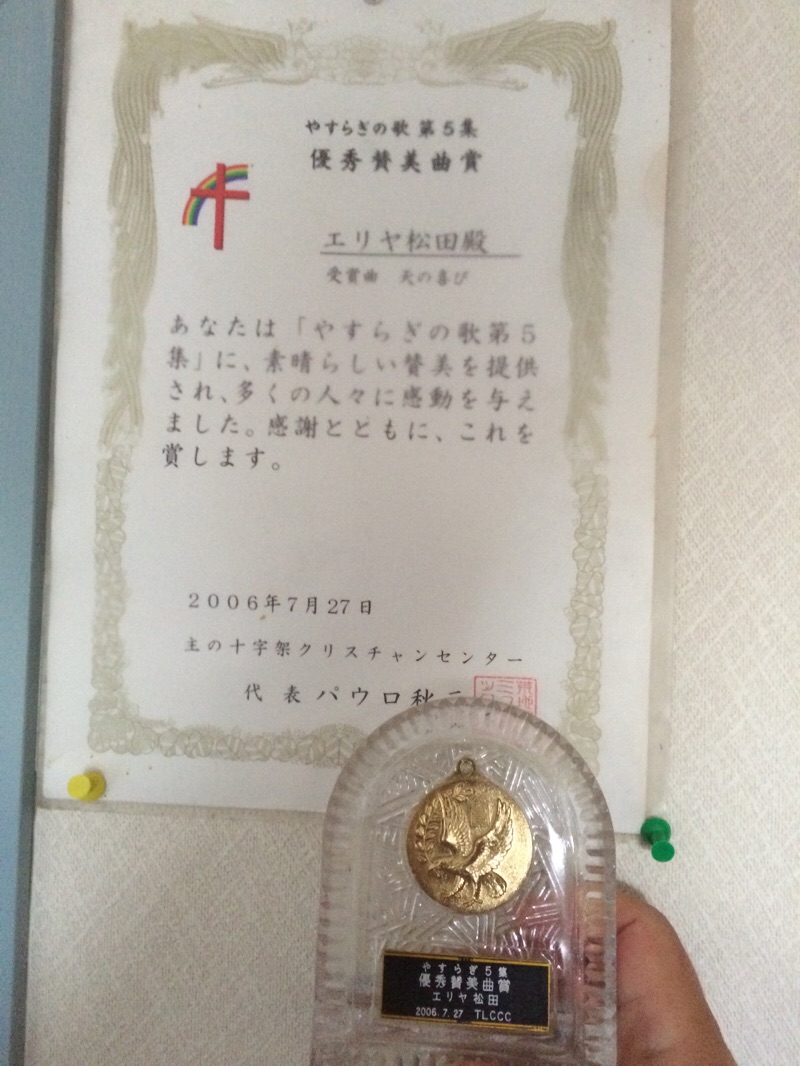 やすらぎの歌 第5集
優秀賛美曲賞
エリヤ松田殿
受賞曲 天の喜び
あなたは「やすらぎの歌第5
集」に、素晴らしい賛美を提供
され、多くの人々に感動を与え
ました。感謝とともに、これを
賞します。
2006年7月27日
主の十字架クリスチャンセンター
代表 パウロ秋元
やすらぎ5集
優秀賛美曲賞
エリヤ松田
2006.7.27 TLCCC